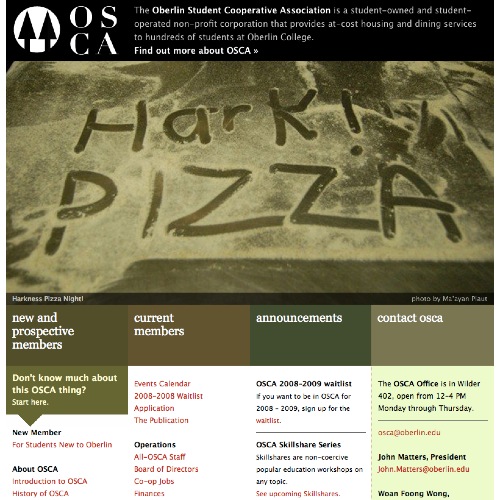 OS
CA
The Oberlin Student Cooperative Association is a student-owned and student-
operated non-profit corporation that provides at-cost housing and dining services
to hundreds of students at Oberlin College.
Find out more about OSCA »
Hark!
PIZZA
Harkness Pizza Night!
photo by Ma'ayan Plaut
new and
prospective
members
Don't know much about
this OSCA thing?
Start here.
New Member
For Students New to Oberlin
About OSCA
Introduction to OSCA
History of OSCA
current
members
Events Calendar
2008-2008 Waitlist
Application
The Publication
Operations
All-OSCA Staff
Board of Directors
Co-op Jobs
Finances
announcements
OSCA 2008-2009 waitlist
If you want to be in OSCA for
2008 - 2009, sign up for the
waitlist.
OSCA Skillshare Series
Skillshares are non-coercive
popular education workshops on
any topic.
See upcoming Skillshares.
contact osca
The OSCA Office is in Wilder
402, open from 12-4 PM
Monday through Thursday.
osca@oberlin.edu
John Matters, President
John.Matters@oberlin.edu
Woan Foong Wong,